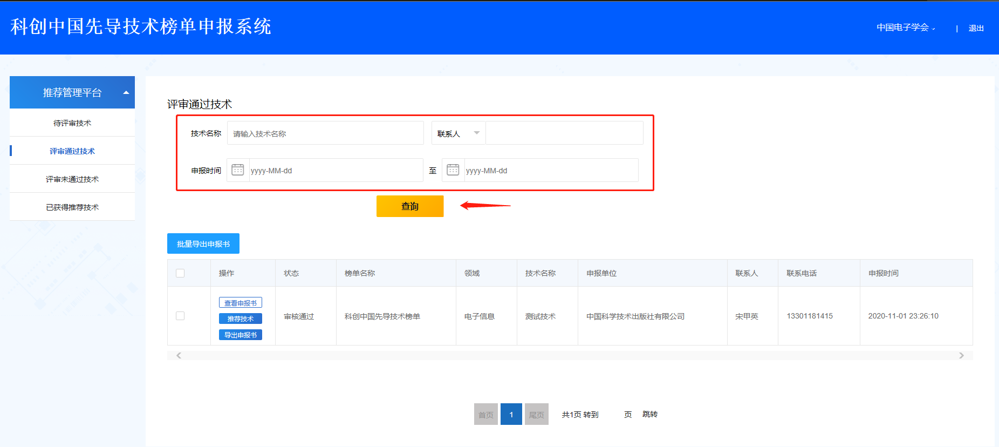 科创中国先导技术榜单申报系统
中国电子学会 | 退出
推荐管理平台
待评审技术
评审通过技术
评审未通过技术
已获得推荐技术
评审通过技术
技术名称 请输入技术名称 联系人
申报时间 yyyy-MM-dd 至 yyyy-MM-dd
查询
批量导出申报书
操作 状态 榜单名称 领域 技术名称 申报单位 联系人 联系电话 申报时间
查看申报书
推荐技术
导出申报书
审核通过 科创中国先导技术榜单 电子信息 测试技术 中国科学技术出版社有限公司 宋甲英 13301181415 2020-11-01 23:26:10
首页 1 尾页 共1页 转到 页 跳转